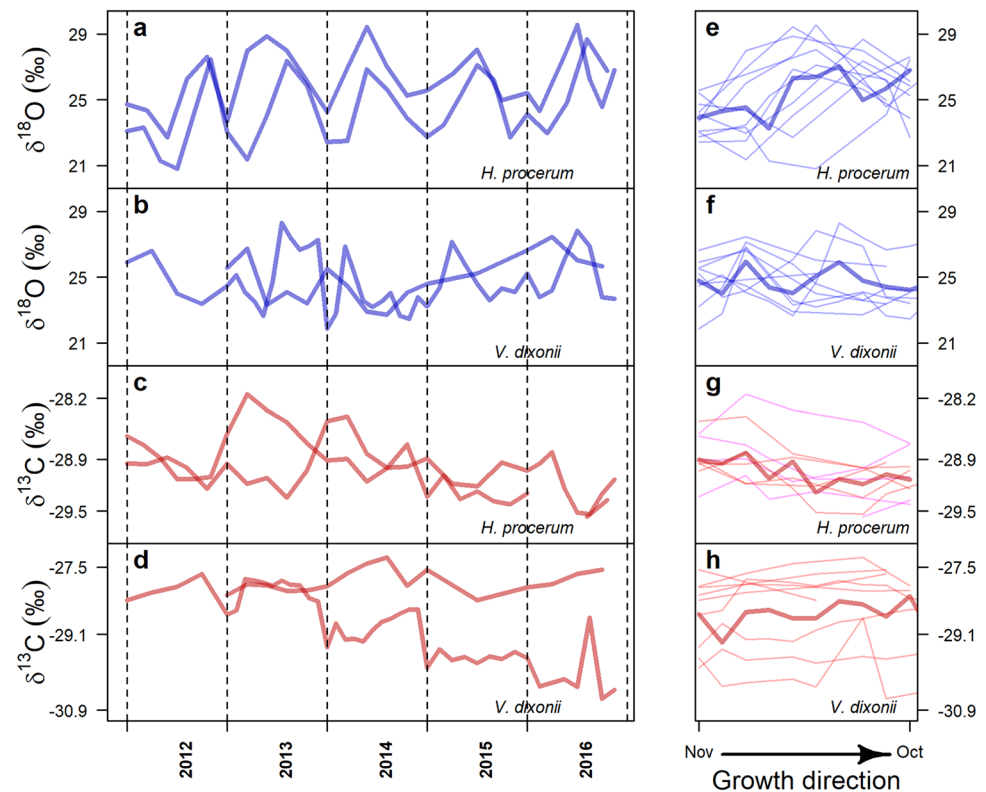 a
e
29
25
21
δ18O (‰)
H. procerum
H. procerum
29
25
21
b
f
29
25
21
δ18O (‰)
V. dixonii
V. dixonii
29
25
21
c
g
-28.2
-28.9
-29.5
δ13C (‰)
H. procerum
H. procerum
-28.2
-28.9
-29.5
d
h
-27.5
-29.1
-30.9
δ13C (‰)
V. dixonii
V. dixonii
-27.5
-29.1
-30.9
2012
2013
2014
2015
2016
Nov
Oct
Growth direction